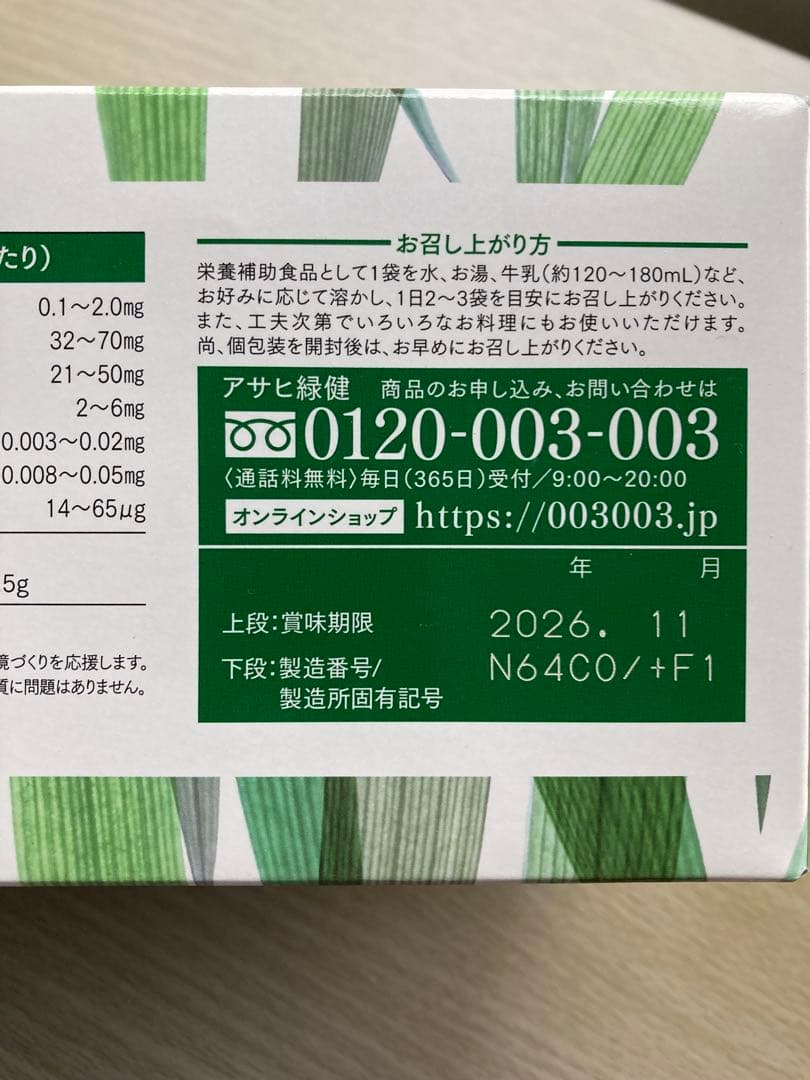 たり）
0.1～2.0mg
32～70mg
21～50mg
2～6mg
0.003～0.02mg
0.008～0.05mg
14～65μg
5g
境づくりを応援します。
質に問題はありません。
お召し上がり方
栄養補助食品として1袋を水、お湯、牛乳（約120～180mL）など、
お好みに応じて溶かし、1日2～3袋を目安にお召し上がりください。
また、工夫次第でいろいろなお料理にもお使いいただけます。
尚、個包装を開封後は、お早めにお召し上がりください。
アサヒ緑健 商品のお申し込み、お問い合わせは
0120-003-003
〈通話料無料〉毎日（365日）受付／9:00～20:00
オンラインショップ https://003003.jp
年 月
上段：賞味期限 2026. 11
下段：製造番号/ N64C0/+F1
製造所固有記号